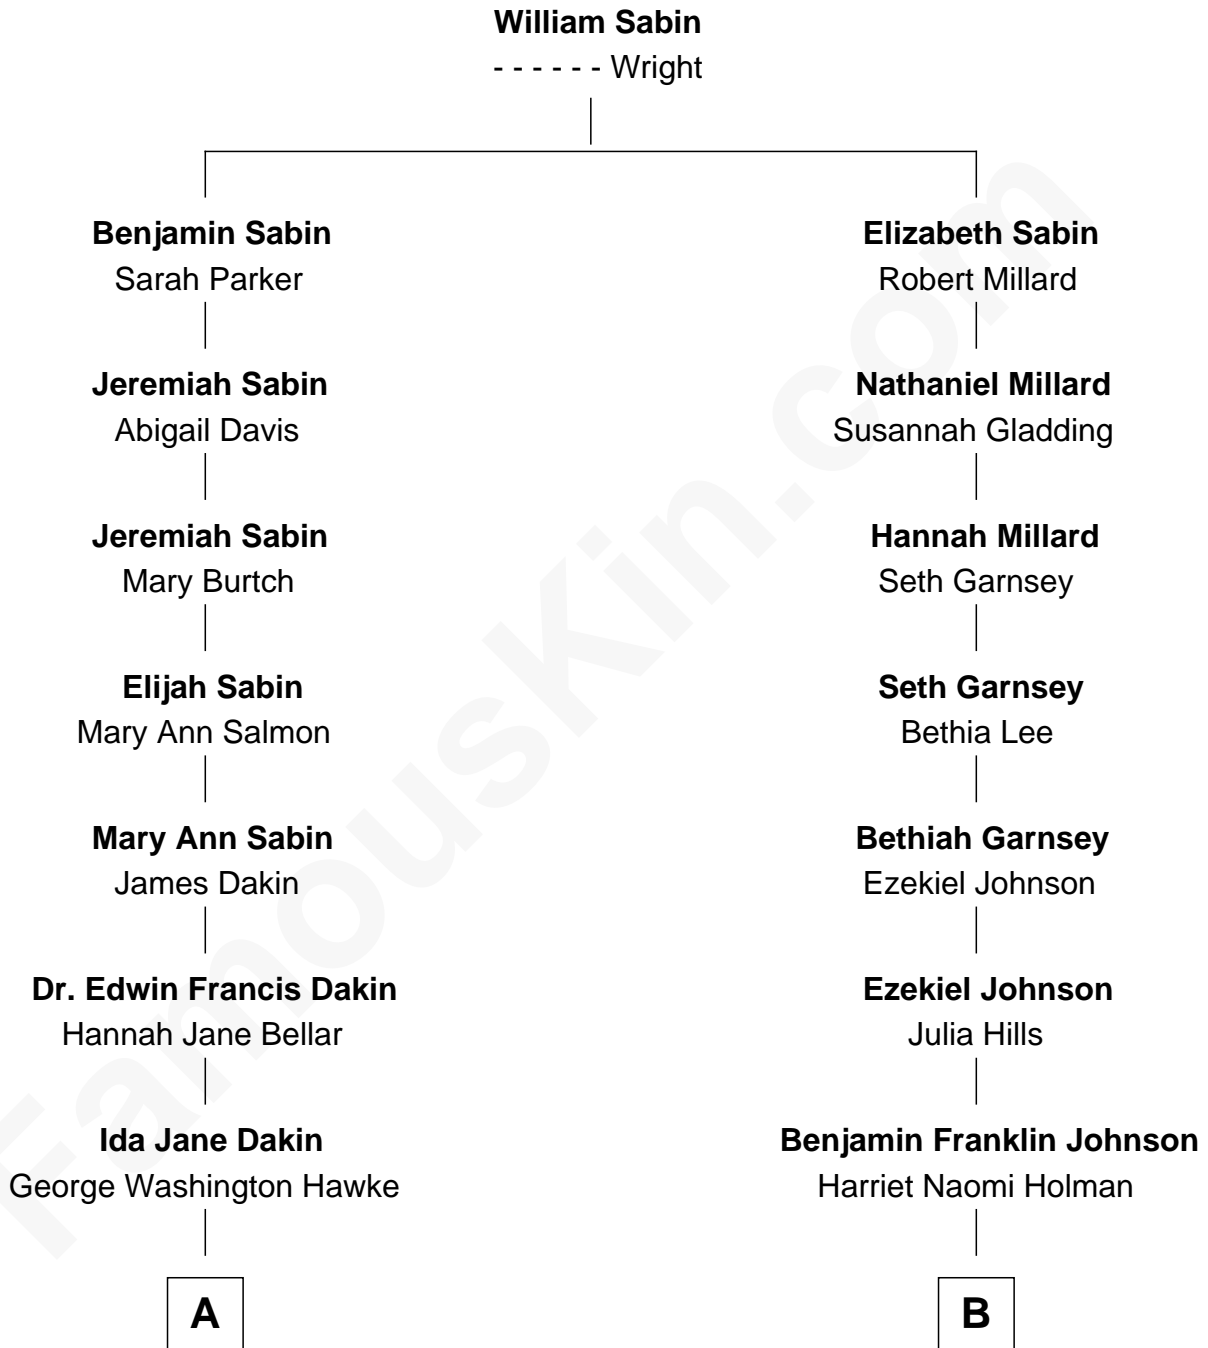 William Sabin
- - - - - - Wright
Benjamin Sabin
Sarah Parker
Elizabeth Sabin
Robert Millard
Jeremiah Sabin
Abigail Davis
Nathaniel Millard
Susannah Gladding
Jeremiah Sabin
Mary Burtch
Hannah Millard
Seth Garnsey
Elijah Sabin
Mary Ann Salmon
Seth Garnsey
Bethia Lee
Mary Ann Sabin
James Dakin
Bethiah Garnsey
Ezekiel Johnson
Dr. Edwin Francis Dakin
Hannah Jane Bellar
Ezekiel Johnson
Julia Hills
Ida Jane Dakin
George Washington Hawke
Benjamin Franklin Johnson
Harriet Naomi Holman
A
B
FamousKin.com